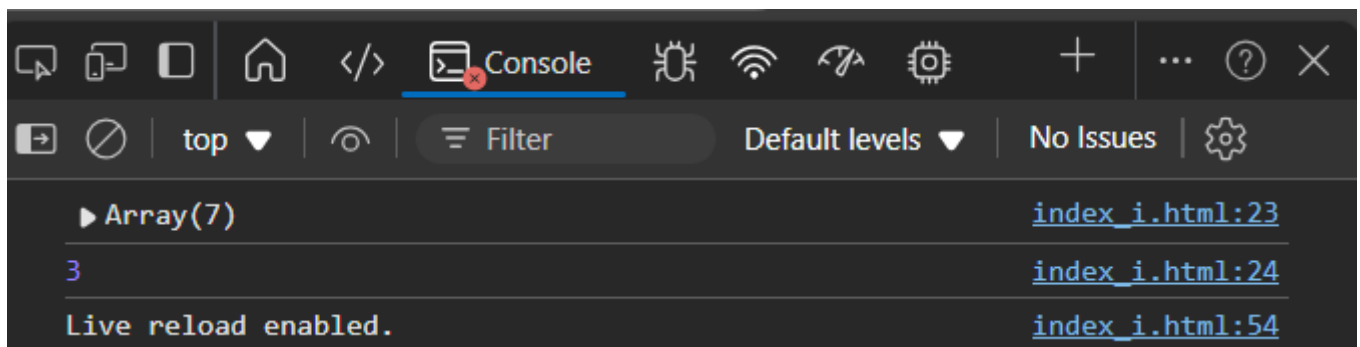 Console
top Filter Default levels No Issues
Array(7) index_i.html:23
3 index_i.html:24
Live reload enabled. index_i.html:54